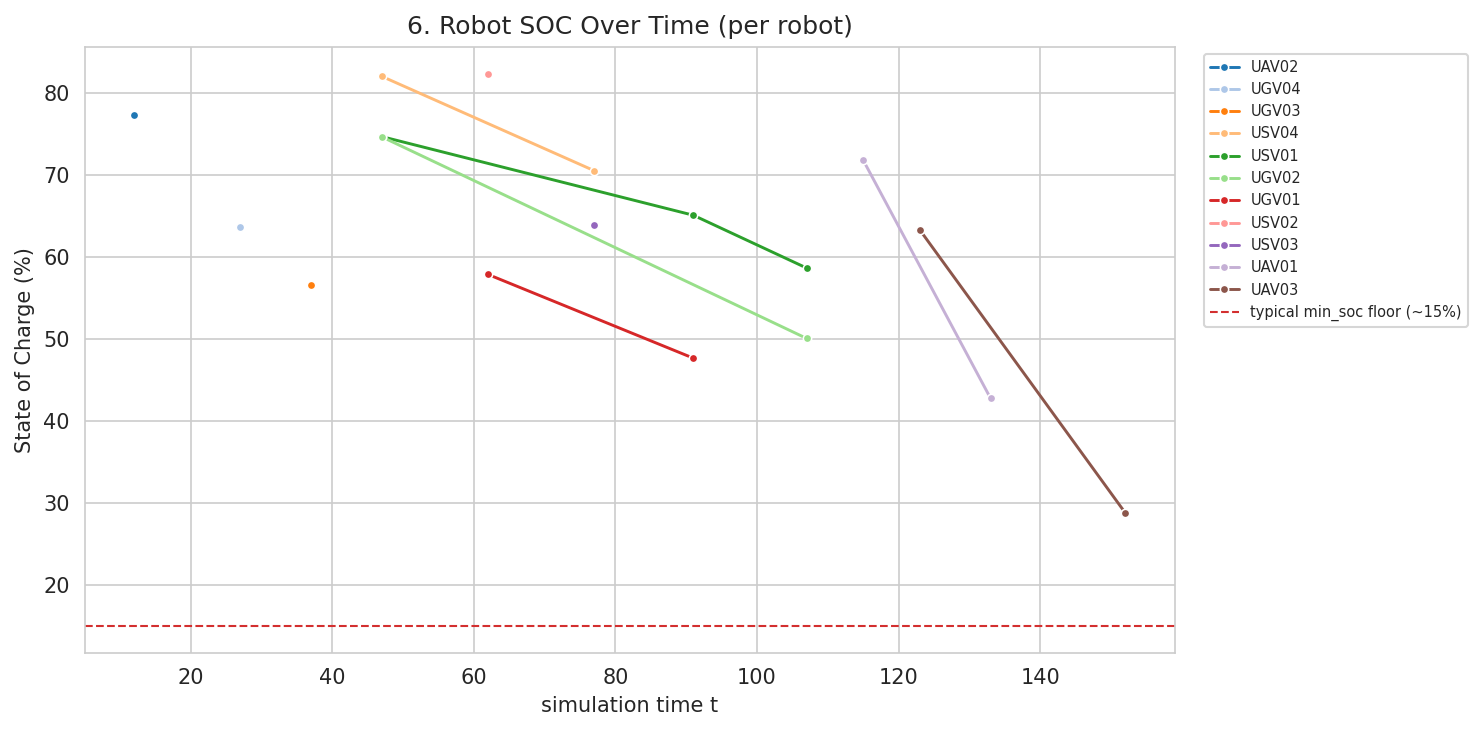 6. Robot SOC Over Time (per robot)
State of Charge (%)
80
70
60
50
40
30
20
20 40 60 80 100 120 140
simulation time t
UAV02
UGV04
UGV03
USV04
USV01
UGV02
UGV01
USV02
USV03
UAV01
UAV03
typical min_soc floor (~15%)